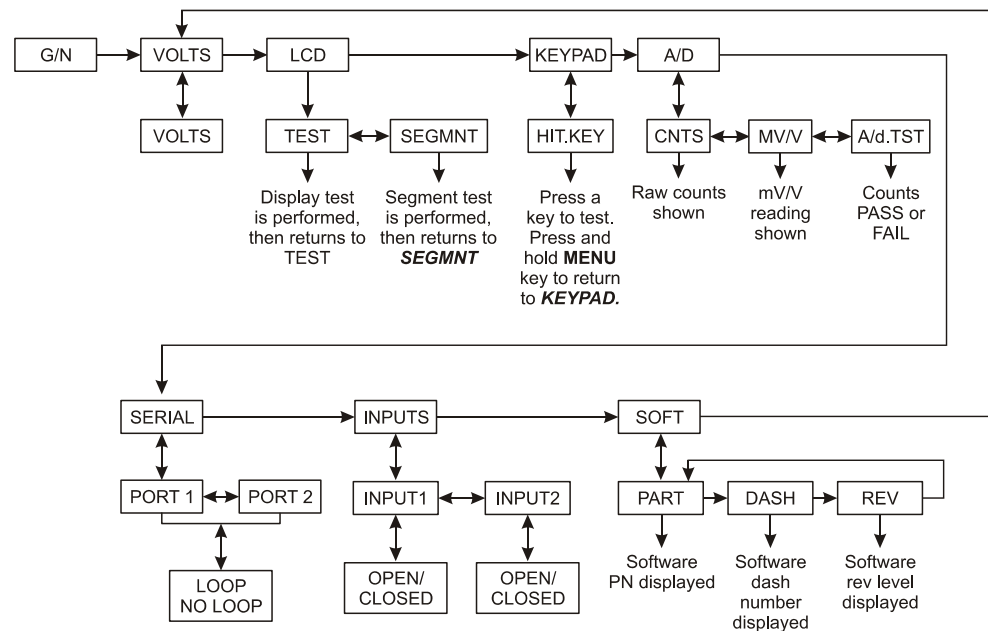 G/N
VOLTS
LCD
KEYPAD
A/D
VOLTS
TEST
SEGMNT
HIT.KEY
CNTS
MV/V
A/d.TST
Display test
is performed,
then returns to
TEST
Segment test
is performed,
then returns to
SEGMNT
Press a
key to test.
Press and
hold MENU
key to return
to KEYPAD.
Raw counts
shown
mV/V
reading
shown
Counts
PASS or
FAIL
SERIAL
INPUTS
SOFT
PORT 1
PORT 2
INPUT1
INPUT2
PART
DASH
REV
LOOP
NO LOOP
OPEN/
CLOSED
OPEN/
CLOSED
Software
PN displayed
Software
dash
number
displayed
Software
rev level
displayed